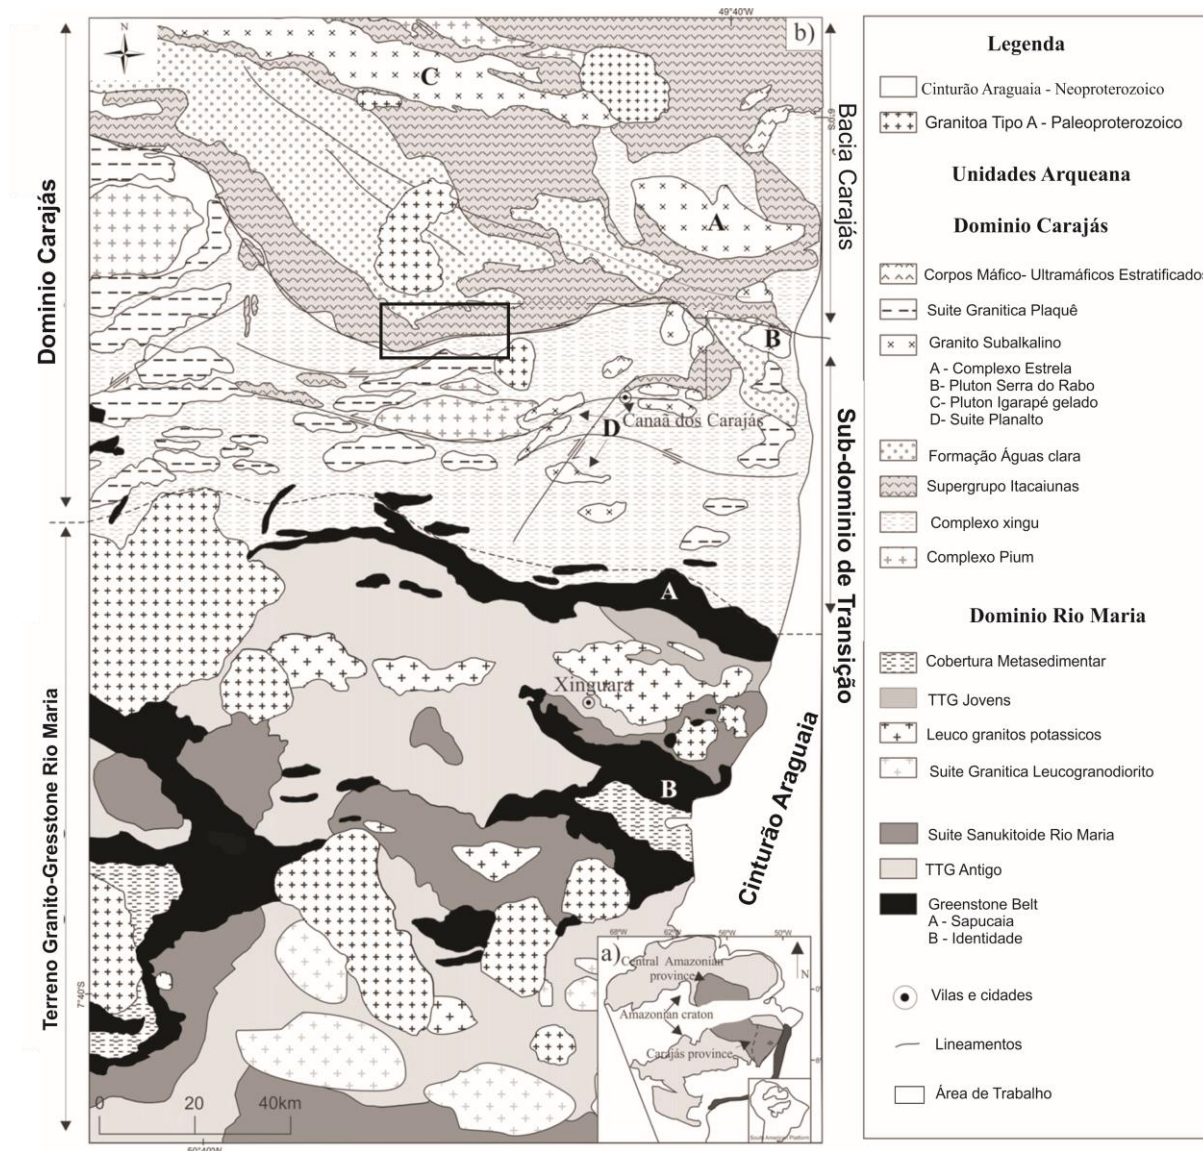 49°40'W
N
b)
C
6°0'S
A
B
Canaã dos Carajás
D
A
Xinguara
B
7°40'S
0 20 40km
50°40'W
Dominio Carajás
Terreno Granito-Gresstone Rio Maria
Bacia Carajás
Sub-dominio de Transição
Cinturão Araguaia
a)
68°W 62°W 56°W 50°W
N
Central Amazonian
province
0°
Amazonian craton
Carajás province
South American Platform
Legenda
Cinturão Araguaia - Neoproterozoico
Granitoa Tipo A - Paleoproterozoico
Unidades Arqueana
Dominio Carajás
Corpos Máfico- Ultramáficos Estratificados
Suite Granitica Plaquê
Granito Subalkalino
A - Complexo Estrela
B- Pluton Serra do Rabo
C- Pluton Igarapé gelado
D- Suite Planalto
Formação Águas clara
Supergrupo Itacaiunas
Complexo xingu
Complexo Pium
Dominio Rio Maria
Cobertura Metasedimentar
TTG Jovens
Leuco granitos potassicos
Suite Granitica Leucogranodiorito
Suite Sanukitoide Rio Maria
TTG Antigo
Greenstone Belt
A - Sapucaia
B - Identidade
Vilas e cidades
Lineamentos
Área de Trabalho